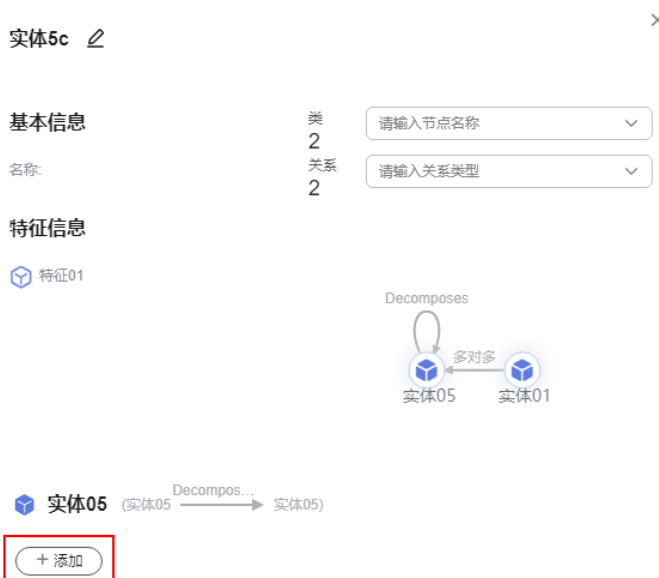 实体5c
基本信息
名称:
类
2
请输入节点名称
关系
2
请输入关系类型
特征信息
特征01
Decomposes
多对多
实体05
实体01
实体05 (实体05 Decompos... 实体05)
+ 添加